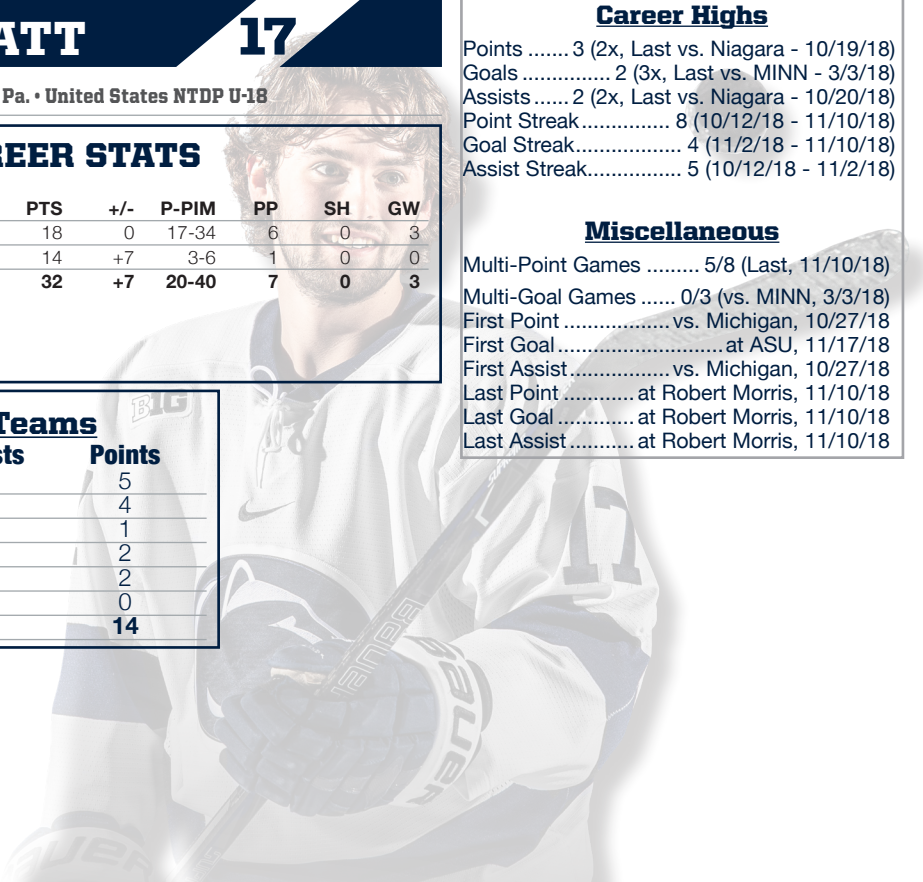 ATT 17
Pa. • United States NTDP U-18
REER STATS
PTS +/- P-PIM PP SH GW
18 0 17-34 6 0 3
14 +7 3-6 1 0 0
32 +7 20-40 7 0 3
Teams
sts Points
5
4
1
2
2
0
14
Career Highs
Points ....... 3 (2x, Last vs. Niagara - 10/19/18)
Goals ............... 2 (3x, Last vs. MINN - 3/3/18)
Assists ...... 2 (2x, Last vs. Niagara - 10/20/18)
Point Streak ............... 8 (10/12/18 - 11/10/18)
Goal Streak.................. 4 (11/2/18 - 11/10/18)
Assist Streak................ 5 (10/12/18 - 11/2/18)
Miscellaneous
Multi-Point Games ......... 5/8 (Last, 11/10/18)
Multi-Goal Games ...... 0/3 (vs. MINN, 3/3/18)
First Point .................. vs. Michigan, 10/27/18
First Goal ............................ at ASU, 11/17/18
First Assist ................. vs. Michigan, 10/27/18
Last Point ............ at Robert Morris, 11/10/18
Last Goal ............. at Robert Morris, 11/10/18
Last Assist ........... at Robert Morris, 11/10/18
B1G
17
BAUER
BAUER
BAUER